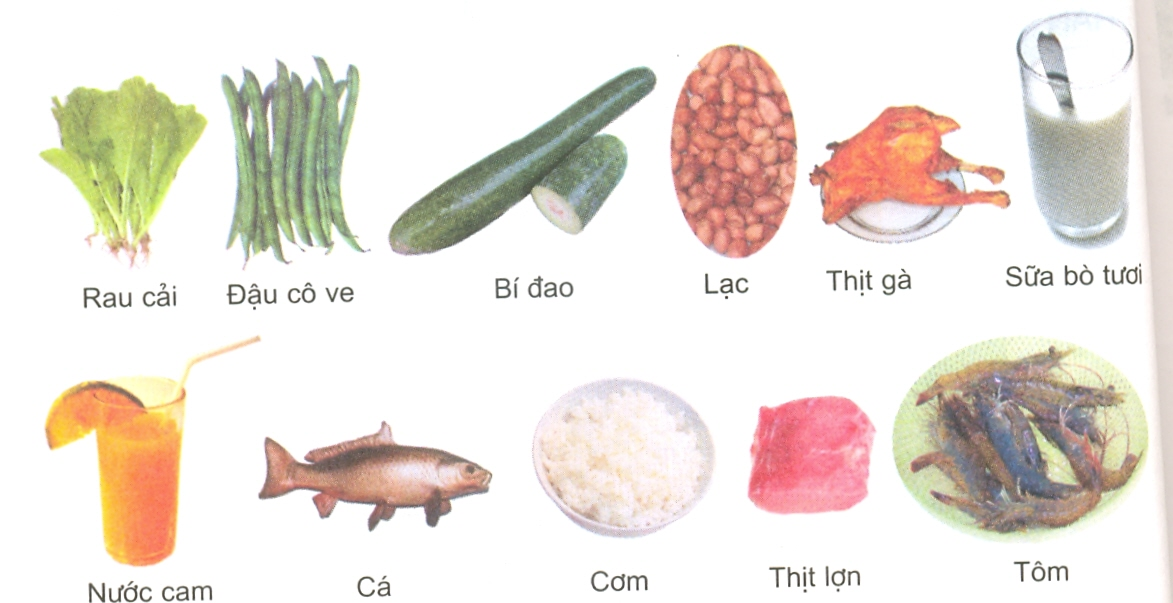 Rau cải
Đậu cô ve
Bí đao
Lạc
Thịt gà
Sữa bò tươi
Nước cam
Cá
Cơm
Thịt lợn
Tôm